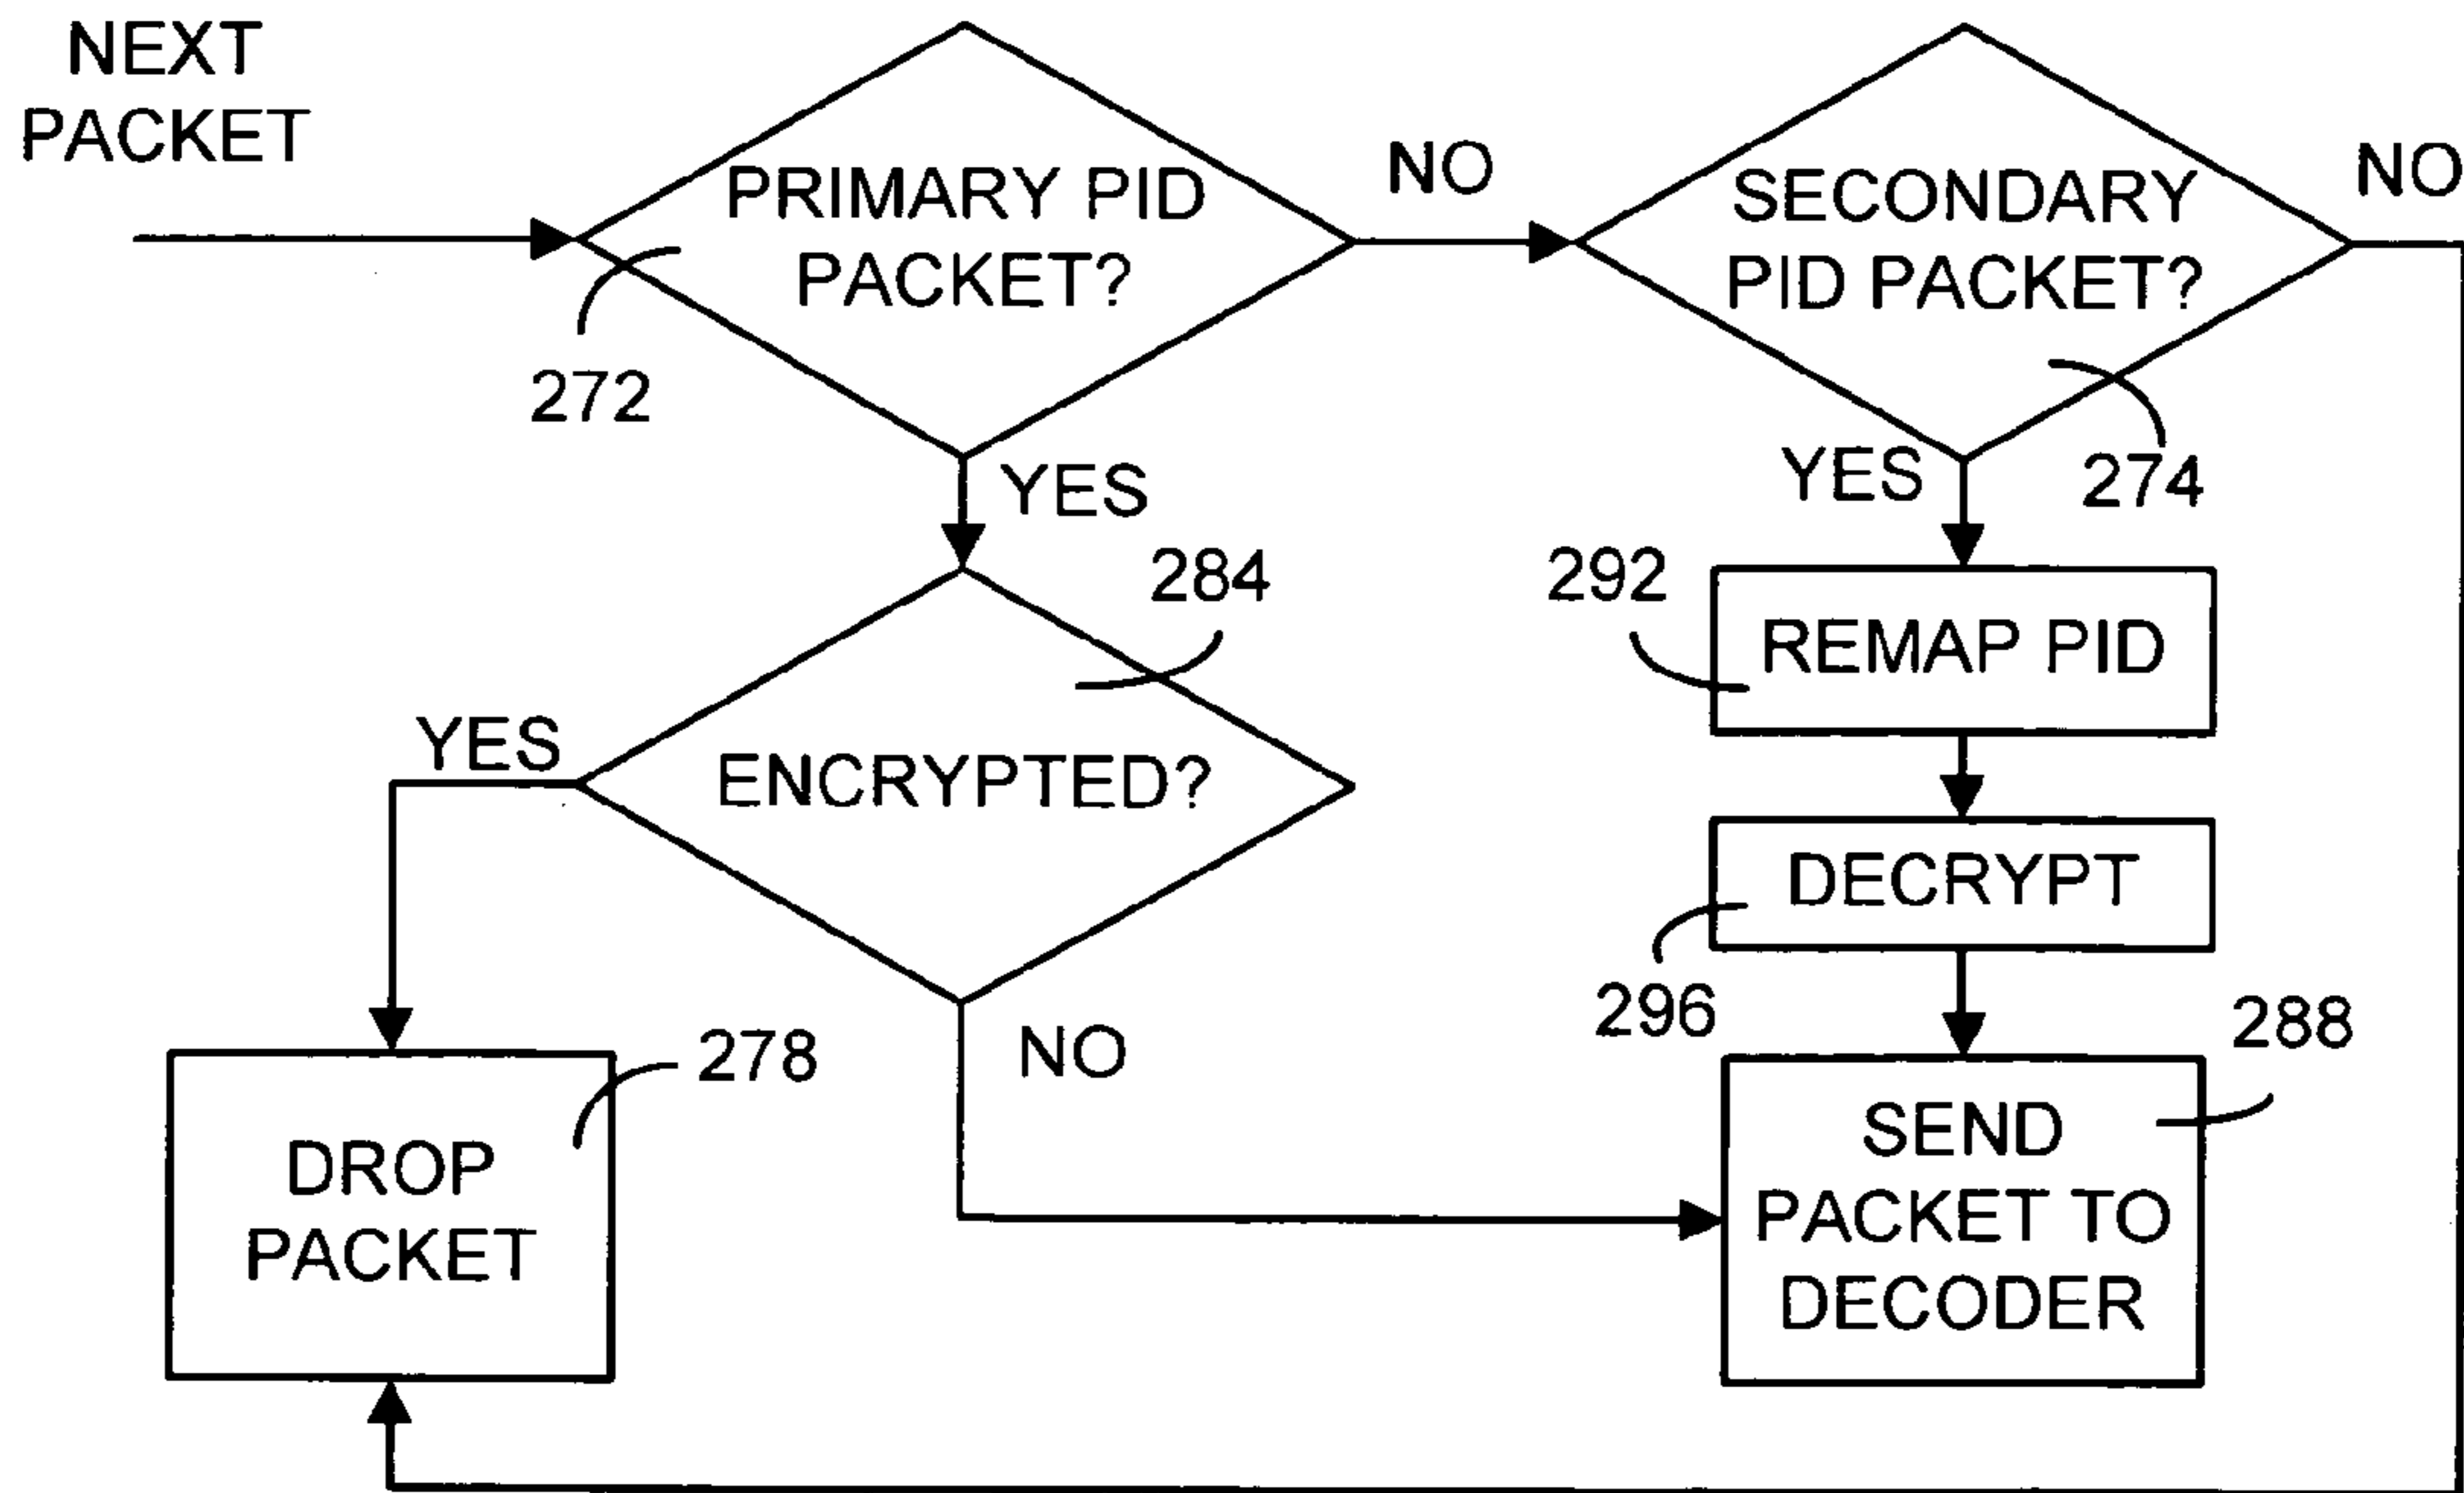 NEXT
PACKET
PRIMARY PID
PACKET?
272
NO
SECONDARY
PID PACKET?
274
NO
YES
YES
284
ENCRYPTED?
YES
NO
292
REMAP PID
DECRYPT
296
278
DROP
PACKET
288
SEND
PACKET TO
DECODER